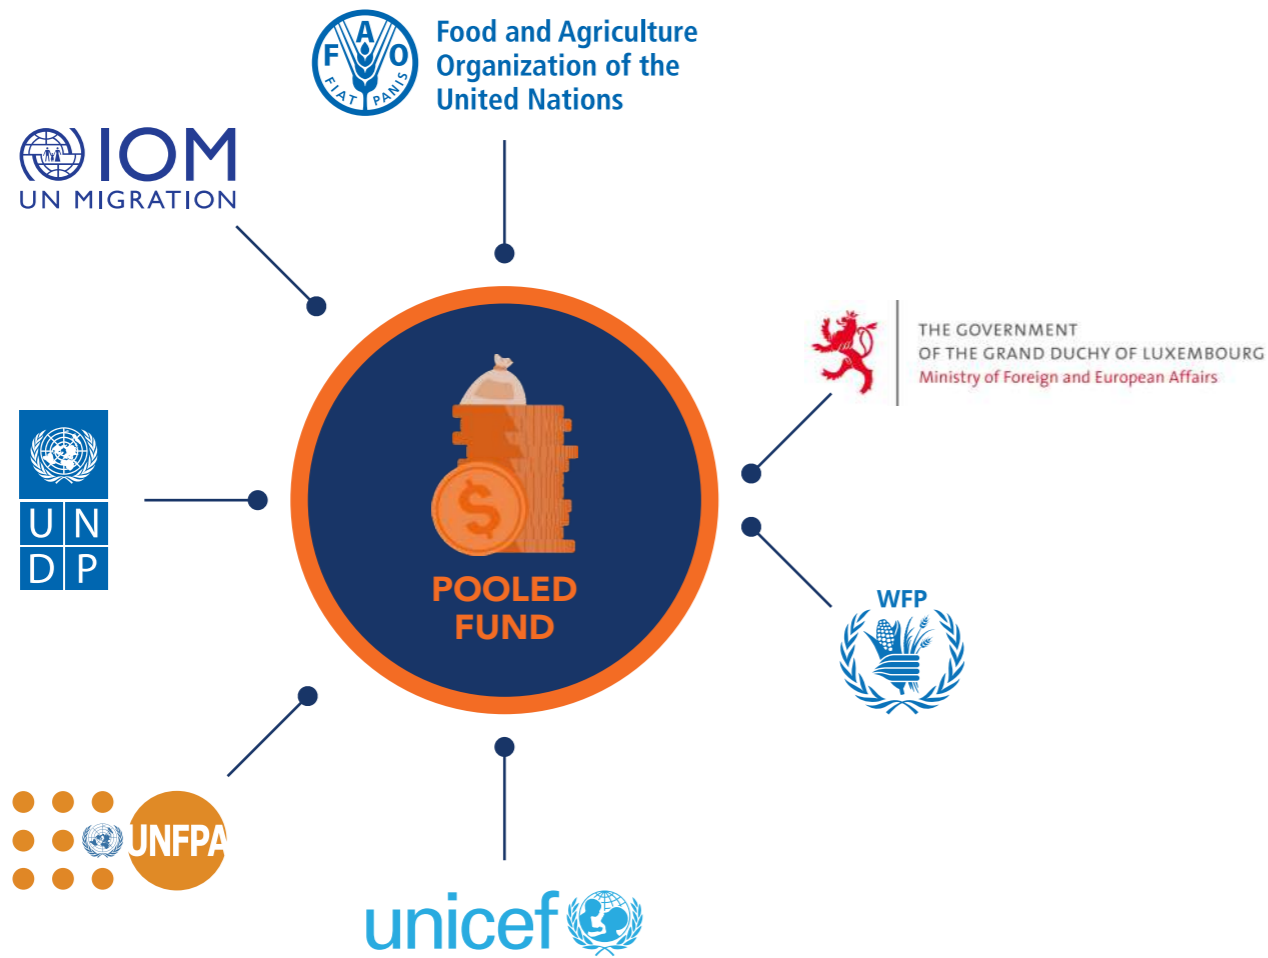 F A O
FIAT PANIS
Food and Agriculture
Organization of the
United Nations
IOM
UN MIGRATION
THE GOVERNMENT
OF THE GRAND DUCHY OF LUXEMBOURG
Ministry of Foreign and European Affairs
U N
D P
$
POOLED
FUND
WFP
UNFPA
unicef